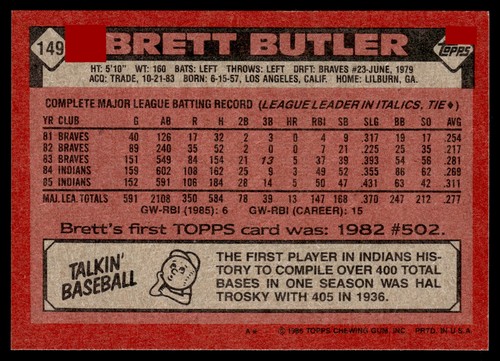 149 BRETT BUTLER TOPPS
HT: 5'10" WT: 160 BATS: LEFT THROWS: LEFT DRFT: BRAVES #23-JUNE, 1979
ACQ: TRADE, 10-21-83 BORN: 6-15-57, LOS ANGELES, CALIF. HOME: LILBURN, GA.
COMPLETE MAJOR LEAGUE BATTING RECORD (LEAGUE LEADER IN ITALICS, TIE♦)
YR CLUB G AB R H 2B 3B HR RBI SB SLG BB SO AVG
81 BRAVES 40 126 17 32 2 3 0 4 9 .317 19 17 .254
82 BRAVES 89 240 35 52 2 0 0 7 21 .225 25 35 .217
83 BRAVES 151 549 84 154 21 13 5 37 39 .393 54 56 .281
84 INDIANS 159 602 108 162 25 9 3 49 52 .355 86 62 .269
85 INDIANS 152 591 106 184 28 14 5 50 47 .431 63 42 .311
MAJ. LEA. TOTALS 591 2108 350 584 78 39 13 147 168 .370 247 212 .277
GW-RBI (1985): 6 GW-RBI (CAREER): 15
Brett's first TOPPS card was: 1982 #502.
TALKIN' BASEBALL
THE FIRST PLAYER IN INDIANS HIS-
TORY TO COMPILE OVER 400 TOTAL
BASES IN ONE SEASON WAS HAL
TROSKY WITH 405 IN 1936.
A* © 1986 TOPPS CHEWING GUM, INC. PRTD. IN U.S.A.